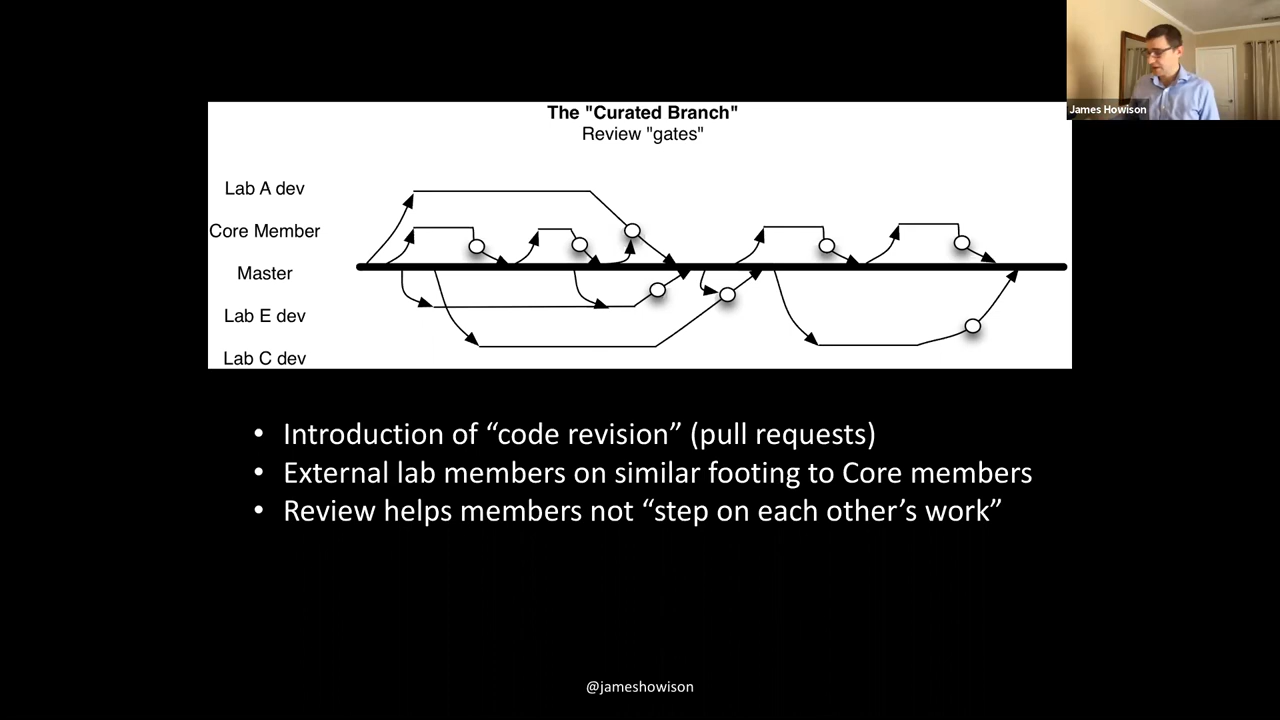 James Howison
The "Curated Branch"
Review "gates"
Lab A dev
Core Member
Master
Lab E dev
Lab C dev
• Introduction of “code revision” (pull requests)
• External lab members on similar footing to Core members
• Review helps members not “step on each other’s work”
@jameshowison